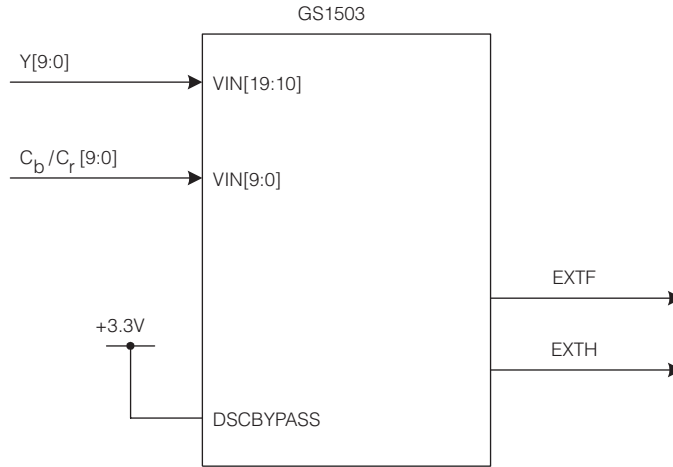 GS1503
Y[9:0]
VIN[19:10]
Cb/Cr [9:0]
VIN[9:0]
EXTF
+3.3V
EXTH
DSCBYPASS